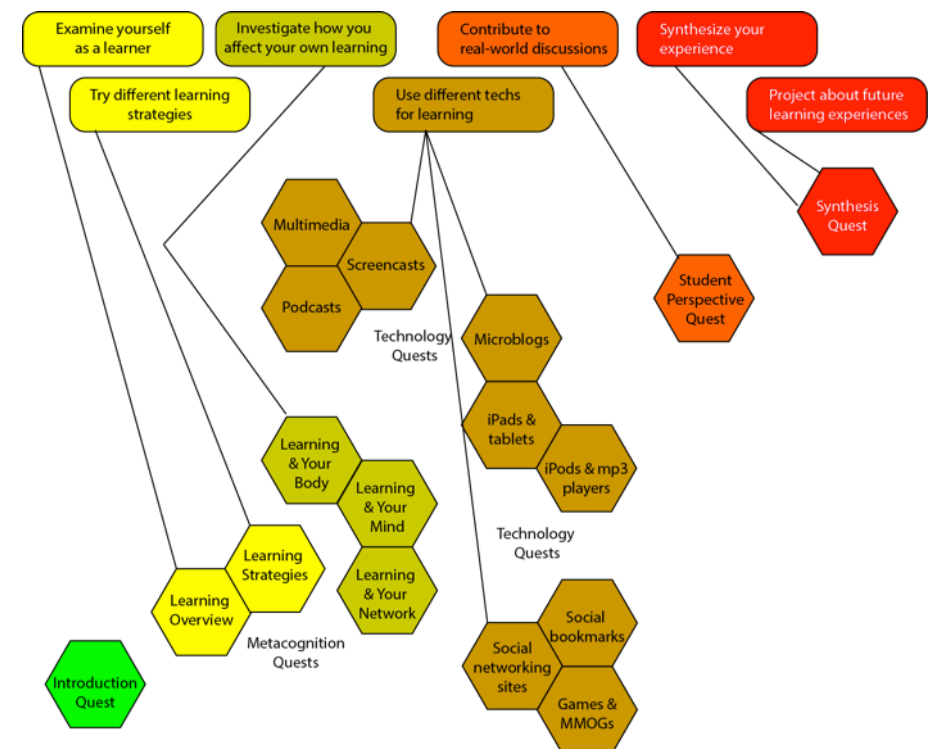 Examine yourself
as a learner
Investigate how you
affect your own learning
Contribute to
real-world discussions
Synthesize your
experience
Try different learning
strategies
Use different techs
for learning
Project about future
learning experiences
Multimedia
Screencasts
Podcasts
Technology
Quests
Synthesis
Quest
Student
Perspective
Quest
Microblogs
iPads &
tablets
iPods & mp3
players
Learning
& Your
Body
Learning
& Your
Mind
Learning
& Your
Network
Technology
Quests
Learning
Strategies
Learning
Overview
Metacognition
Quests
Introduction
Quest
Social
bookmarks
Social
networking
sites
Games &
MMOGs